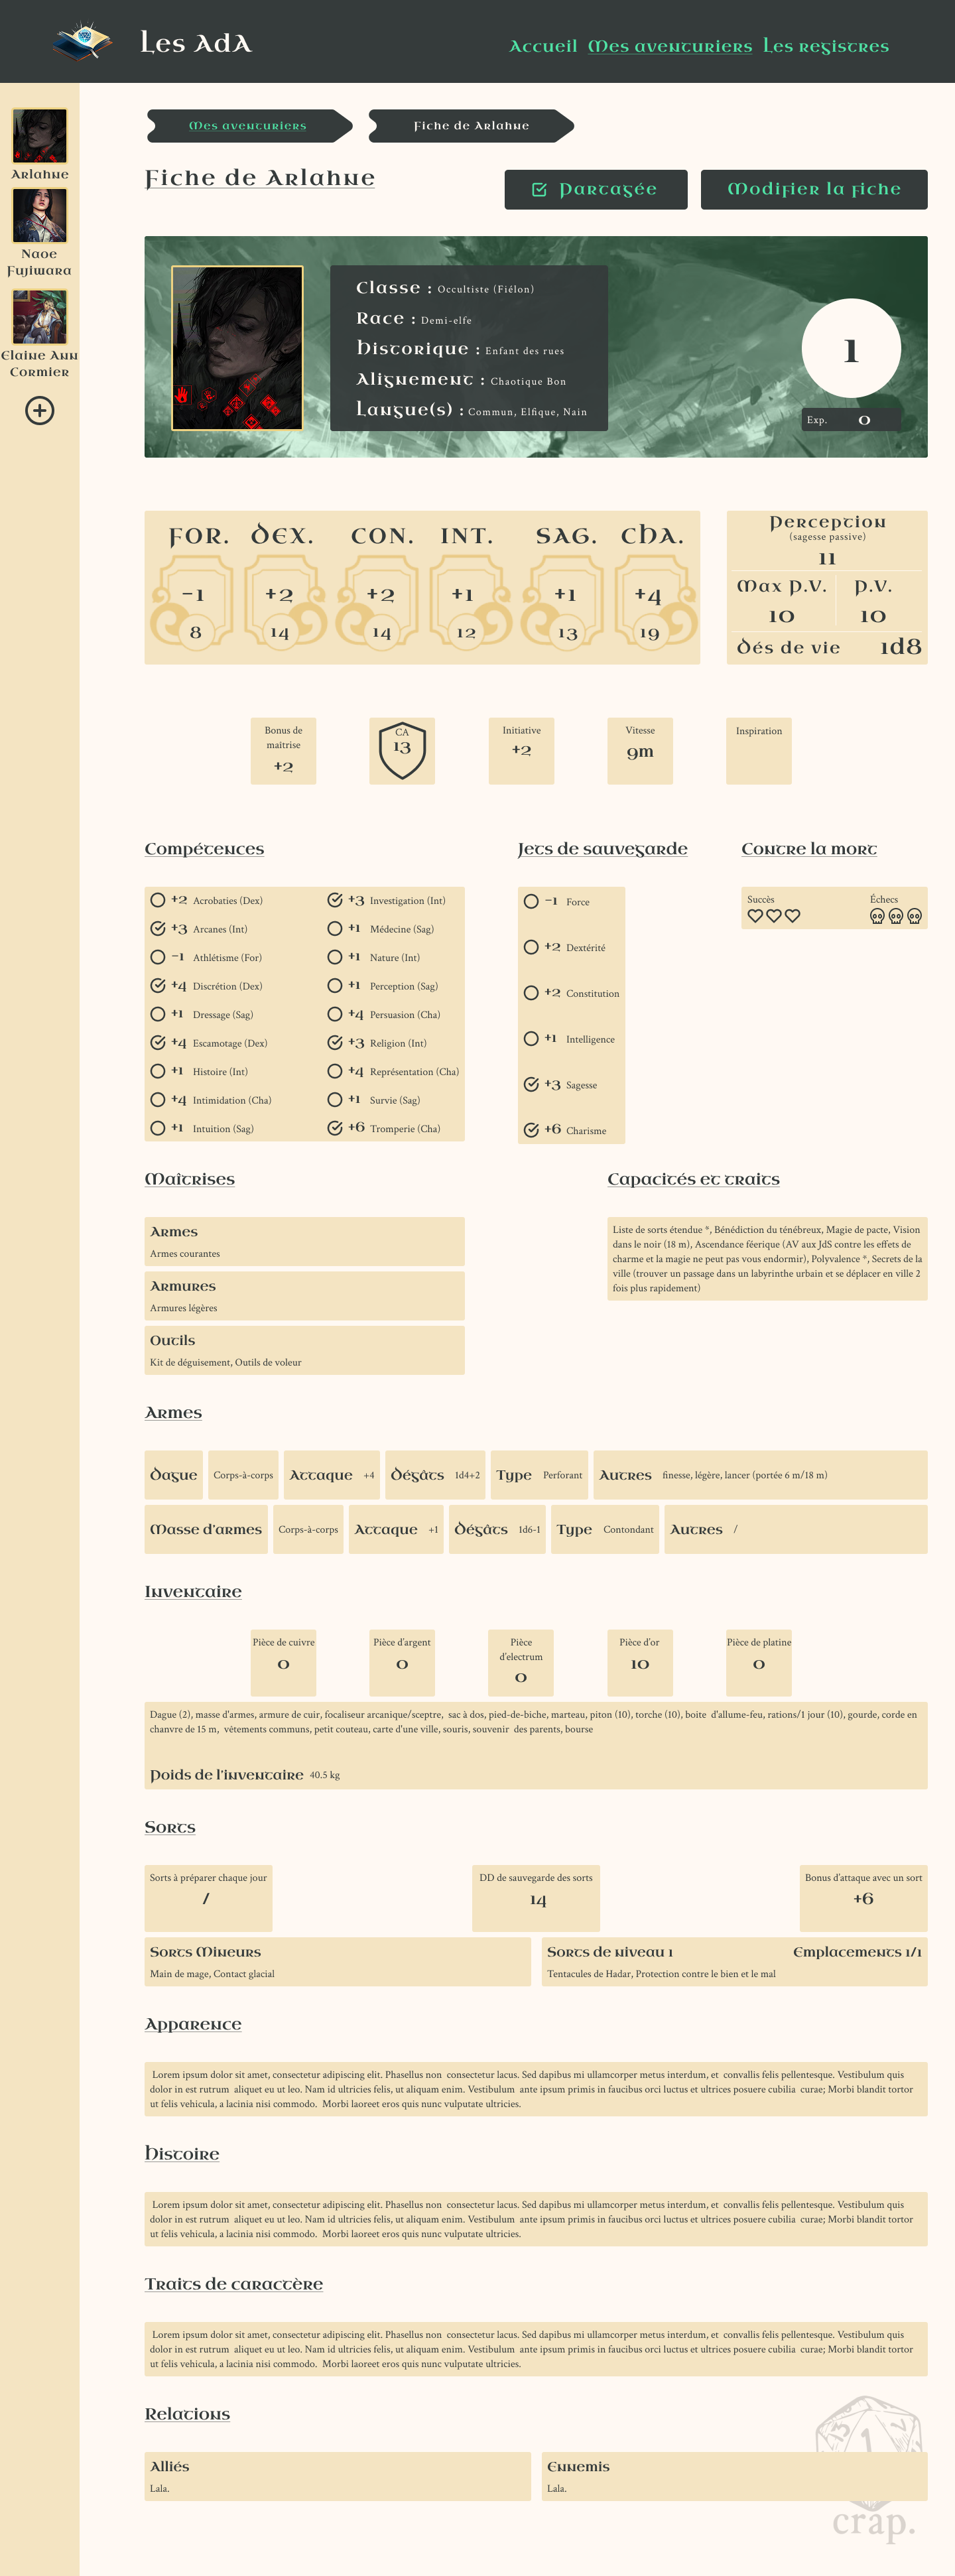 Les AdA
Accueil Mes aventuriers Les registres
Arlahne
Naoe
Fujiwara
Elaine Ann
Cormier
Mes aventuriers
Fiche de Arlahne
Fiche de Arlahne
Partagée
Modifier la fiche
Classe : Occultiste (Fiélon)
Race : Demi-elfe
Historique : Enfant des rues
Alignement : Chaotique Bon
Langue(s) : Commun, Elfique, Nain
1
Exp. 0
FOR. DEX. CON. INT. SAG. CHA.
-1 +2 +2 +1 +1 +4
8 14 14 12 13 19
Perception
(sagesse passive)
11
Max P.V. P.V.
10 10
Dés de vie 1d8
Bonus de
maîtrise
+2
CA
13
Initiative
+2
Vitesse
9m
Inspiration
Compétences
+2 Acrobaties (Dex)
+3 Arcanes (Int)
-1 Athlétisme (For)
+4 Discrétion (Dex)
+1 Dressage (Sag)
+4 Escamotage (Dex)
+1 Histoire (Int)
+4 Intimidation (Cha)
+1 Intuition (Sag)
+3 Investigation (Int)
+1 Médecine (Sag)
+1 Nature (Int)
+1 Perception (Sag)
+4 Persuasion (Cha)
+3 Religion (Int)
+4 Représentation (Cha)
+1 Survie (Sag)
+6 Tromperie (Cha)
Jets de sauvegarde
-1 Force
+2 Dextérité
+2 Constitution
+1 Intelligence
+3 Sagesse
+6 Charisme
Contre la mort
Succès Échecs
Maîtrises
Armes
Armes courantes
Armures
Armures légères
Outils
Kit de déguisement, Outils de voleur
Capacités et traits
Liste de sorts étendue *, Bénédiction du ténébreux, Magie de pacte, Vision
dans le noir (18 m), Ascendance féerique (AV aux JdS contre les effets de
charme et la magie ne peut pas vous endormir), Polyvalence *, Secrets de la
ville (trouver un passage dans un labyrinthe urbain et se déplacer en ville 2
fois plus rapidement)
Armes
Dague Corps-à-corps Attaque +4 Dégâts 1d4+2 Type Perforant Autres finesse, légère, lancer (portée 6 m/18 m)
Masse d'armes Corps-à-corps Attaque +1 Dégâts 1d6-1 Type Contondant Autres /
Inventaire
Pièce de cuivre
0
Pièce d'argent
0
Pièce
d'electrum
0
Pièce d'or
10
Pièce de platine
0
Dague (2), masse d'armes, armure de cuir, focaliseur arcanique/sceptre, sac à dos, pied-de-biche, marteau, piton (10), torche (10), boite d'allume-feu, rations/1 jour (10), gourde, corde en
chanvre de 15 m, vêtements communs, petit couteau, carte d'une ville, souris, souvenir des parents, bourse
Poids de l'inventaire 40.5 kg
Sorts
Sorts à préparer chaque jour
/
DD de sauvegarde des sorts
14
Bonus d'attaque avec un sort
+6
Sorts Mineurs
Main de mage, Contact glacial
Sorts de niveau 1 Emplacements 1/1
Tentacules de Hadar, Protection contre le bien et le mal
Apparence
Lorem ipsum dolor sit amet, consectetur adipiscing elit. Phasellus non consectetur lacus. Sed dapibus mi ullamcorper metus interdum, et convallis felis pellentesque. Vestibulum quis
dolor in est rutrum aliquet eu ut leo. Nam id ultricies felis, ut aliquam enim. Vestibulum ante ipsum primis in faucibus orci luctus et ultrices posuere cubilia curae; Morbi blandit tortor
ut felis vehicula, a lacinia nisi commodo. Morbi laoreet eros quis nunc vulputate ultricies.
Histoire
Lorem ipsum dolor sit amet, consectetur adipiscing elit. Phasellus non consectetur lacus. Sed dapibus mi ullamcorper metus interdum, et convallis felis pellentesque. Vestibulum quis
dolor in est rutrum aliquet eu ut leo. Nam id ultricies felis, ut aliquam enim. Vestibulum ante ipsum primis in faucibus orci luctus et ultrices posuere cubilia curae; Morbi blandit tortor
ut felis vehicula, a lacinia nisi commodo. Morbi laoreet eros quis nunc vulputate ultricies.
Traits de caractère
Lorem ipsum dolor sit amet, consectetur adipiscing elit. Phasellus non consectetur lacus. Sed dapibus mi ullamcorper metus interdum, et convallis felis pellentesque. Vestibulum quis
dolor in est rutrum aliquet eu ut leo. Nam id ultricies felis, ut aliquam enim. Vestibulum ante ipsum primis in faucibus orci luctus et ultrices posuere cubilia curae; Morbi blandit tortor
ut felis vehicula, a lacinia nisi commodo. Morbi laoreet eros quis nunc vulputate ultricies.
Relations
Alliés
Lala.
Ennemis
Lala.
1
crap.